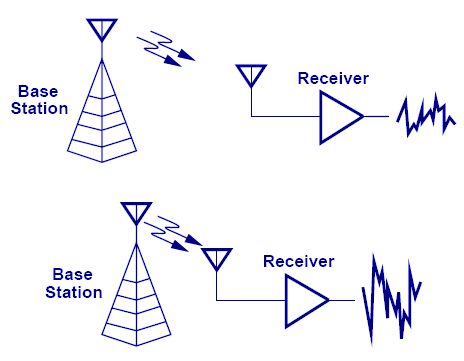 Base
Station
Receiver
Base
Station
Receiver